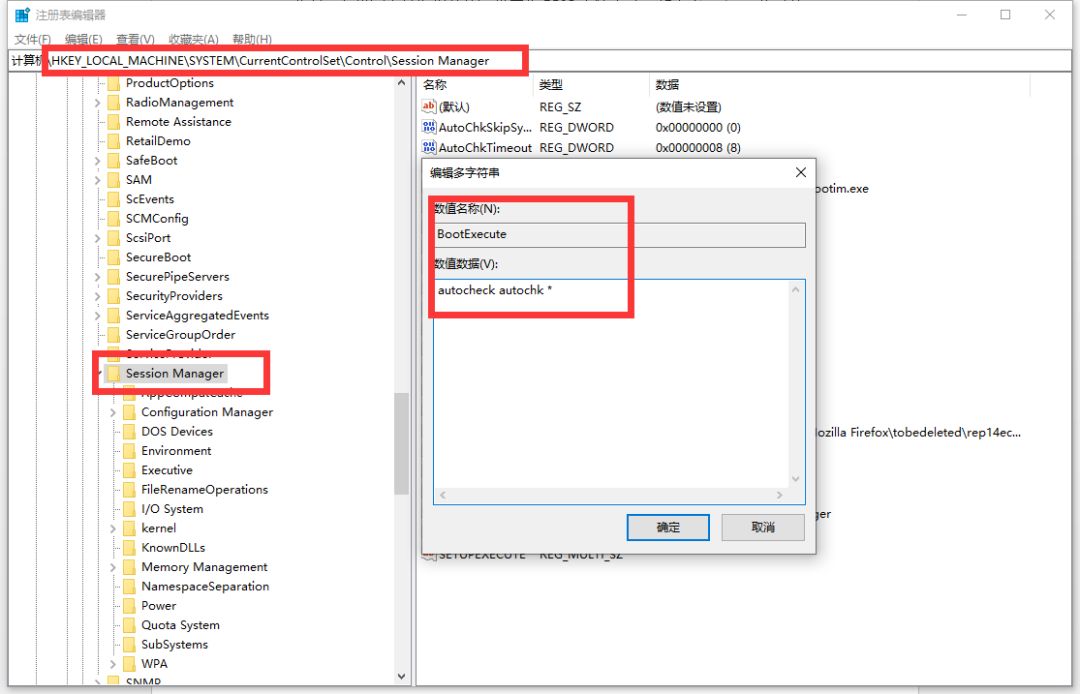 注册表编辑器
文件(F) 编辑(E) 查看(V) 收藏夹(A) 帮助(H)
计算机\HKEY_LOCAL_MACHINE\SYSTEM\CurrentControlSet\Control\Session Manager
ProductOptions
RadioManagement
Remote Assistance
RetailDemo
SafeBoot
SAM
ScEvents
SCMConfig
ScsiPort
SecureBoot
SecurePipeServers
SecurityProviders
ServiceAggregatedEvents
ServiceGroupOrder
ServiceProvider
Session Manager
AppCompatCache
Configuration Manager
DOS Devices
Environment
Executive
FileRenameOperations
I/O System
kernel
KnownDLLs
Memory Management
NamespaceSeparation
Power
Quota System
SubSystems
WPA
SNMP
名称 类型 数据
(默认) REG_SZ (数值未设置)
AutoChkSkipSy... REG_DWORD 0x00000000 (0)
AutoChkTimeout REG_DWORD 0x00000008 (8)
编辑多字符串
数值名称(N):
BootExecute
数值数据(V):
autocheck autochk *
确定 取消
ootim.exe
ozilla Firefox\tobedeleted\rep14ec...
ger
SETUPEXECUTE REG_MULTI_SZ